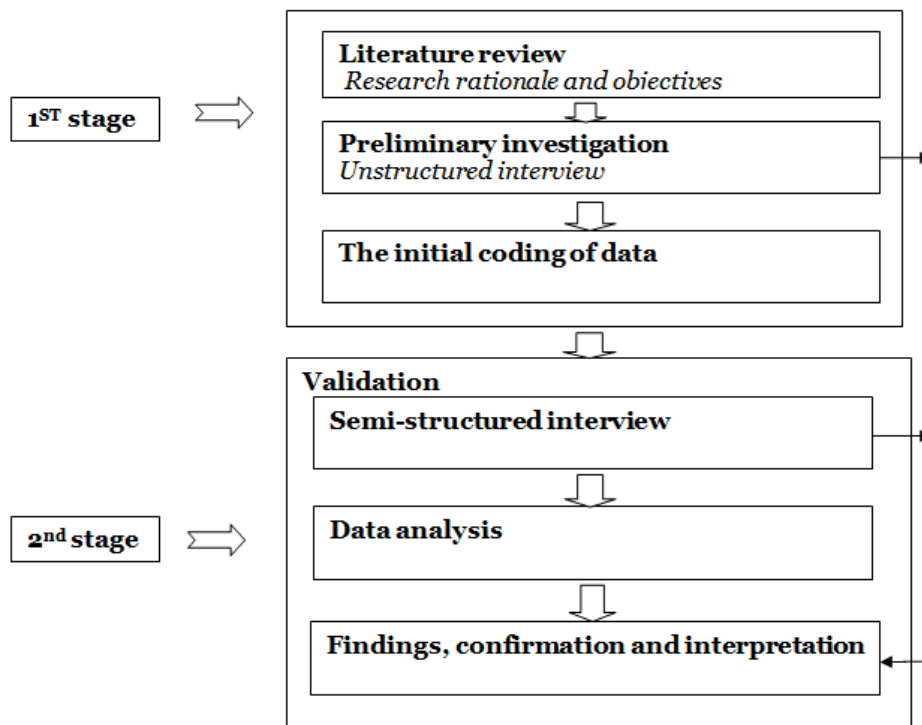 Literature review
Research rationale and objectives
1ST stage
Preliminary investigation
Unstructured interview
The initial coding of data
Validation
Semi-structured interview
2nd stage
Data analysis
Findings, confirmation and interpretation